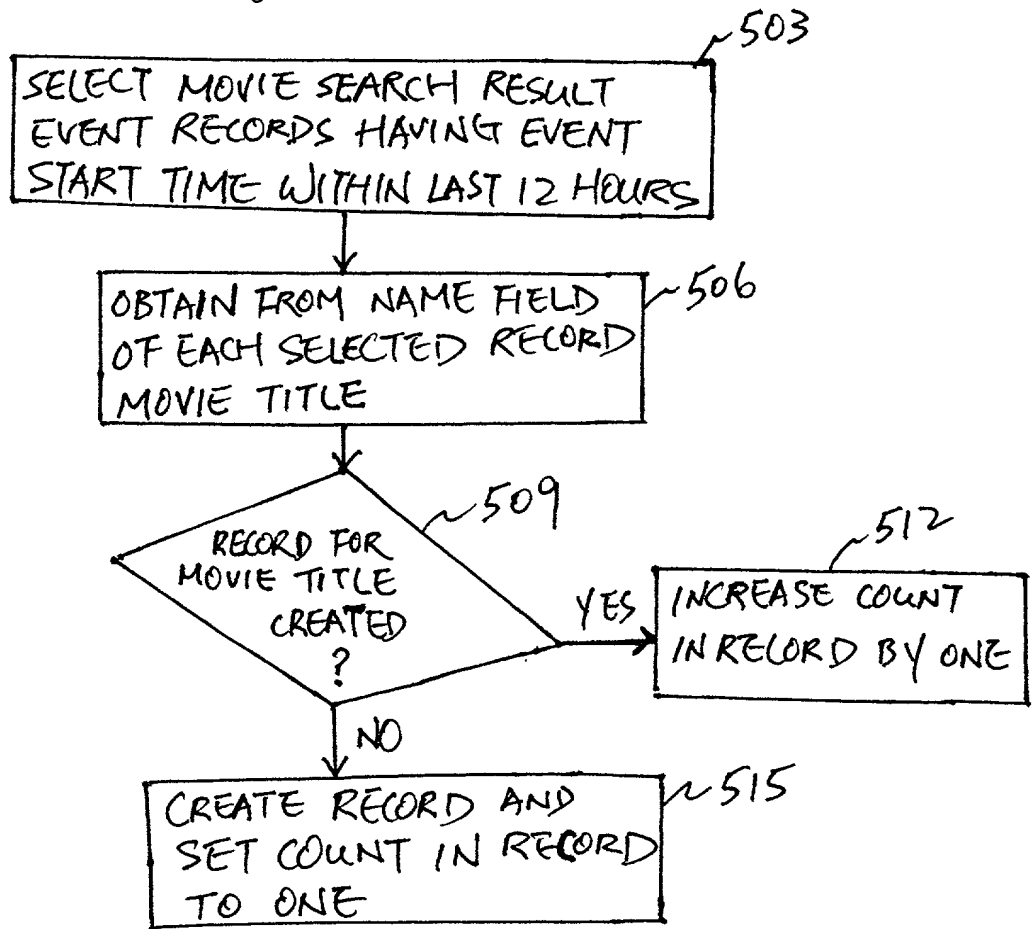 503
SELECT MOVIE SEARCH RESULT
EVENT RECORDS HAVING EVENT
START TIME WITHIN LAST 12 HOURS
506
OBTAIN FROM NAME FIELD
OF EACH SELECTED RECORD
MOVIE TITLE
509
RECORD FOR
MOVIE TITLE
CREATED
?
YES
512
INCREASE COUNT
IN RECORD BY ONE
NO
515
CREATE RECORD AND
SET COUNT IN RECORD
TO ONE